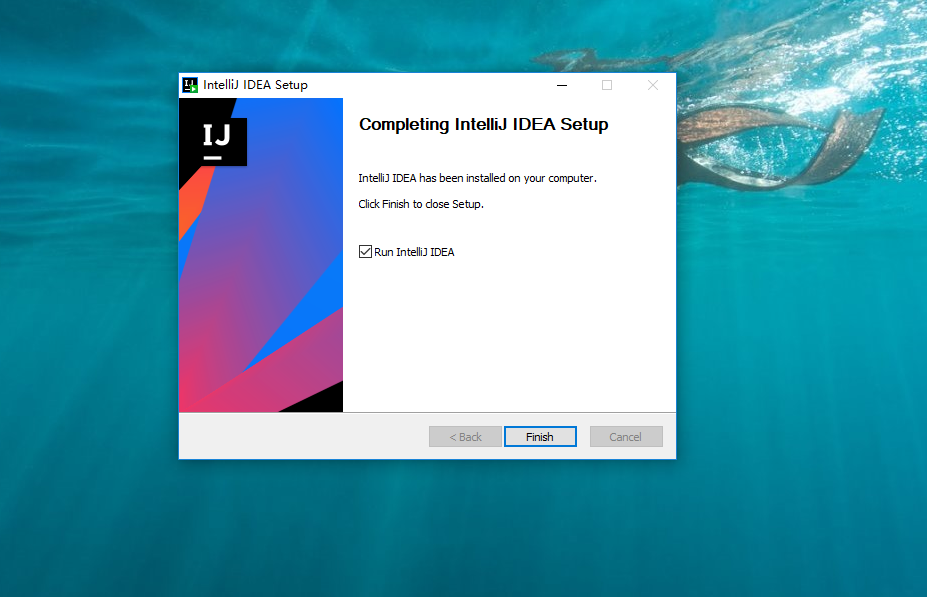 IntelliJ IDEA Setup
IJ
Completing IntelliJ IDEA Setup
IntelliJ IDEA has been installed on your computer.
Click Finish to close Setup.
Run IntelliJ IDEA
< Back
Finish
Cancel